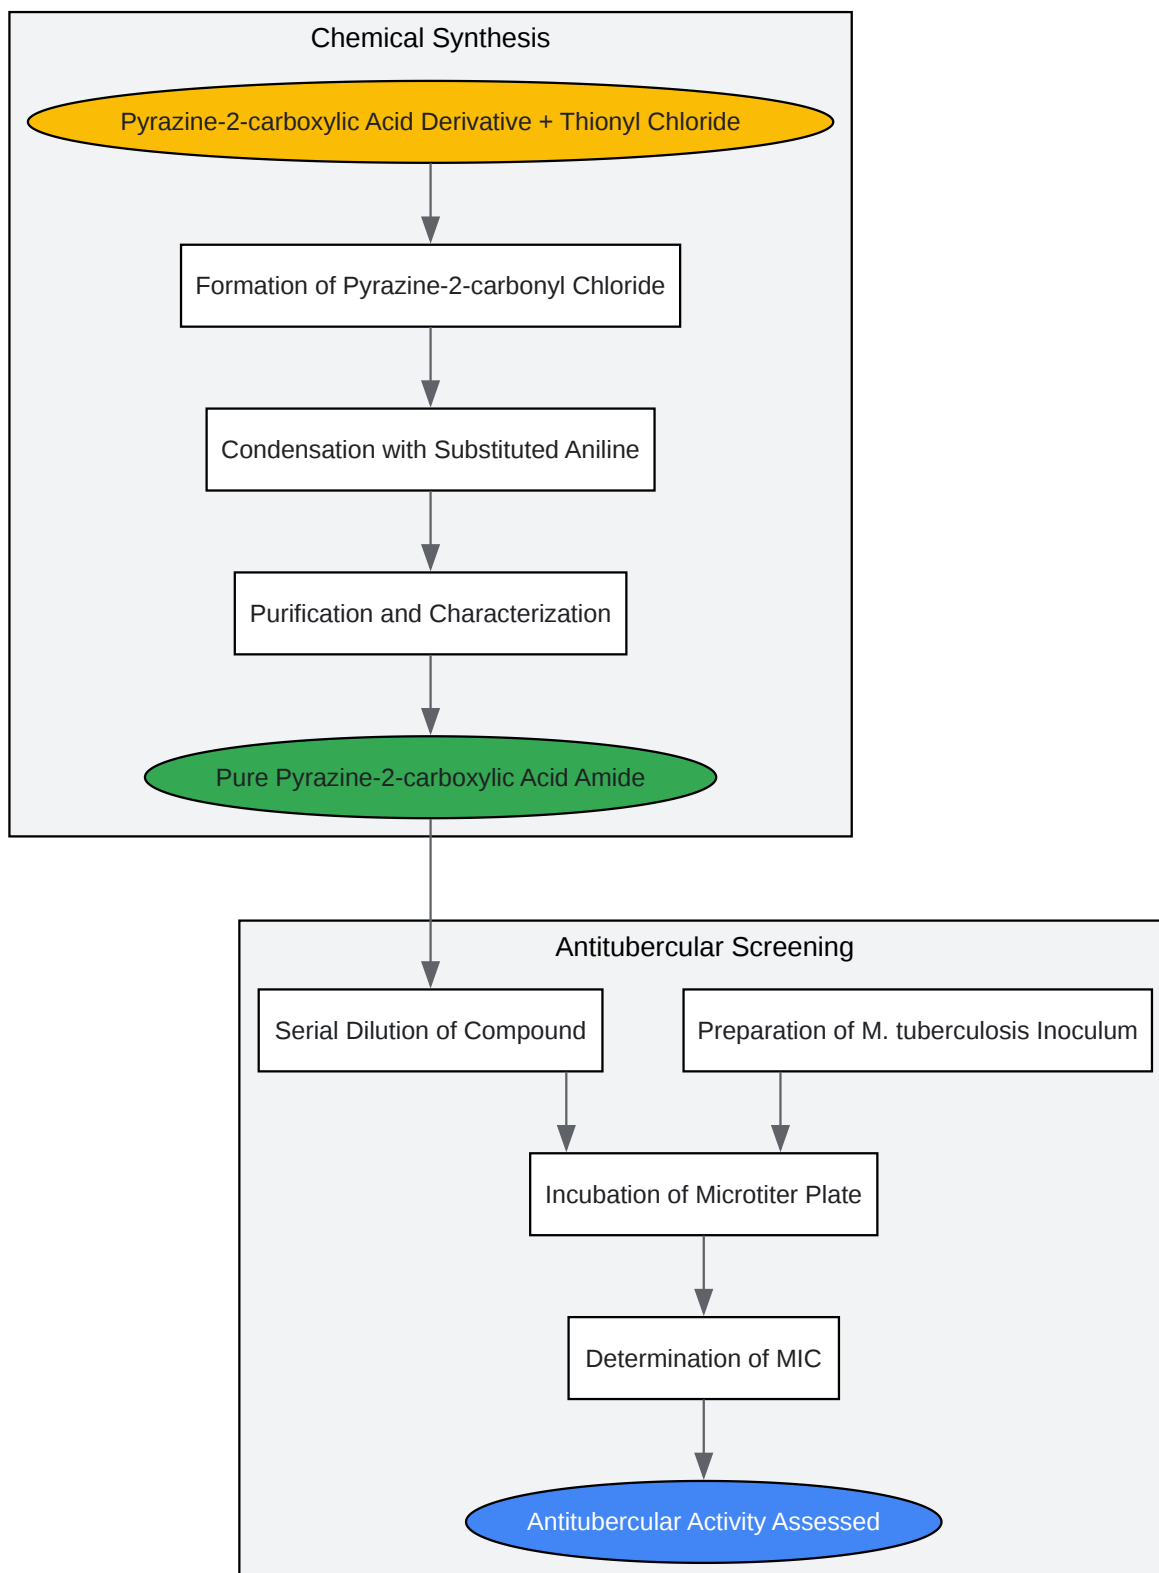 Chemical Synthesis
Pyrazine-2-carboxylic Acid Derivative + Thionyl Chloride
Formation of Pyrazine-2-carbonyl Chloride
Condensation with Substituted Aniline
Purification and Characterization
Pure Pyrazine-2-carboxylic Acid Amide
Antitubercular Screening
Serial Dilution of Compound
Preparation of M. tuberculosis Inoculum
Incubation of Microtiter Plate
Determination of MIC
Antitubercular Activity Assessed